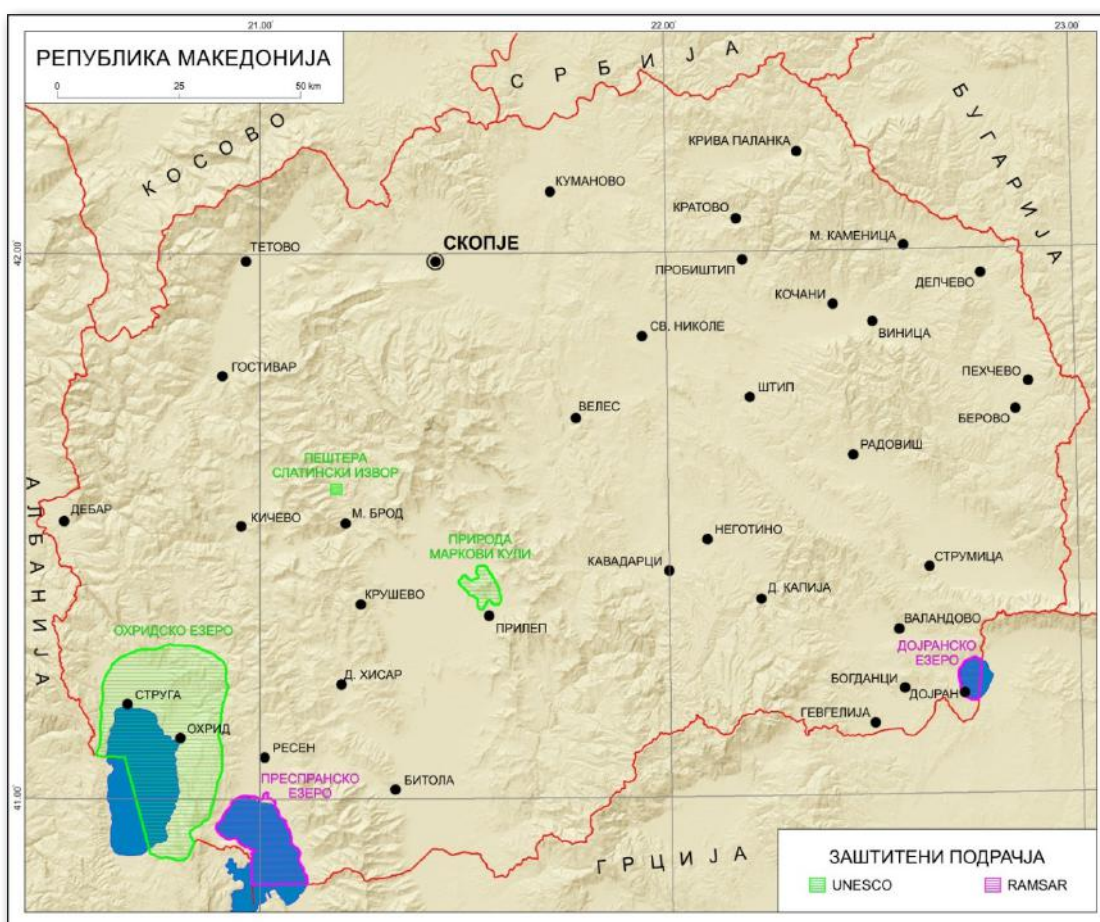 21.00'
22.00'
23.00'
РЕПУБЛИКА МАКЕДОНИЈА
0 25 50 km
КОСОВО
СРБИЈА
БУГАРИЈА
КРИВА ПАЛАНКА
КУМАНОВО
КРАТОВО
42.00'
ТЕТОВО
СКОПЈЕ
М. КАМЕНИЦА
ПРОБИШТИП
ДЕЛЧЕВО
КОЧАНИ
СВ. НИКОЛЕ
ВИНИЦА
ГОСТИВАР
ПЕХЧЕВО
ШТИП
ВЕЛЕС
БЕРОВО
РАДОВИШ
ПЕШТЕРА
СЛАТИНСКИ ИЗВОР
АЛБАНИЈА
ДЕБАР
КИЧЕВО
М. БРОД
НЕГОТИНО
ПРИРОДА
МАРКОВИ КУЛИ
КАВАДАРЦИ
СТРУМИЦА
КРУШЕВО
Д. КАПИЈА
ПРИЛЕП
ВАЛАНДОВО
ОХРИДСКО ЕЗЕРО
ДОЈРАНСКО
ЕЗЕРО
Д. ХИСАР
БОГДАНЦИ
ДОЈРАН
СТРУГА
ГЕВГЕЛИЈА
ОХРИД
РЕСЕН
ПРЕСПРАНСКО
ЕЗЕРО
БИТОЛА
41.00'
ГРЦИЈА
ЗАШТИТЕНИ ПОДРАЧЈА
UNESCO
RAMSAR